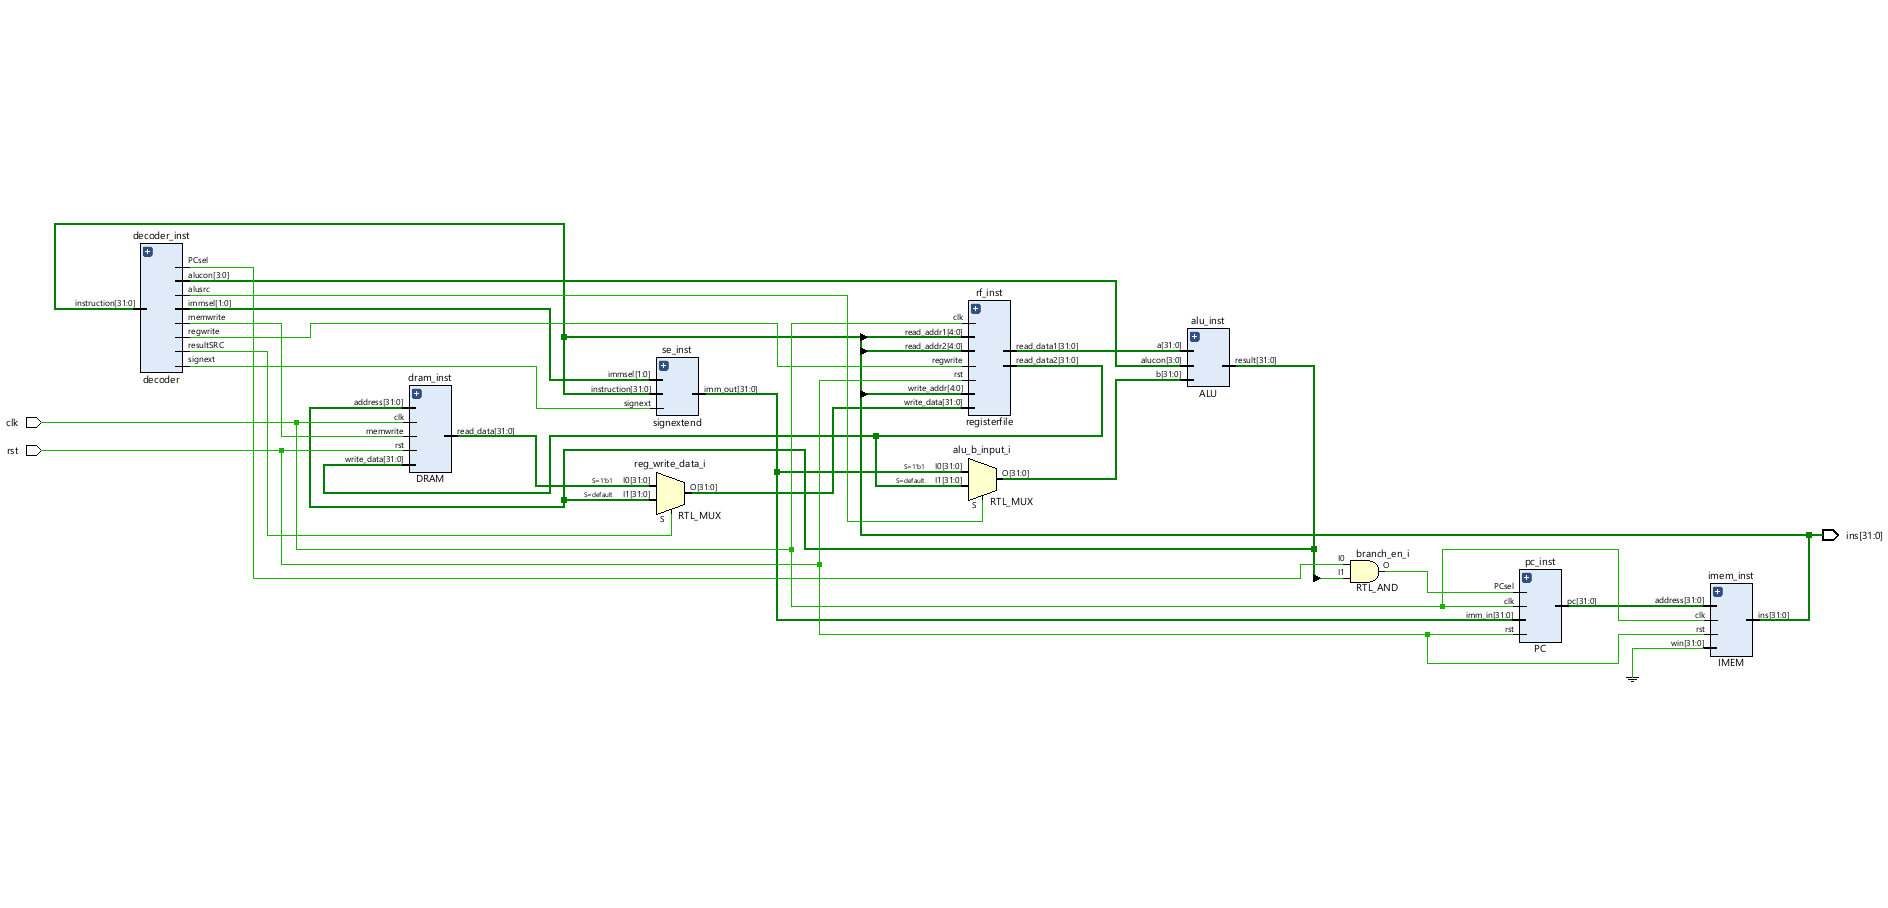 decoder_inst
PCsel
alucon[3:0]
alusrc
instruction[31:0]
immsel[1:0]
memwrite
regwrite
resultSRC
signext
decoder
dram_inst
address[31:0]
clk
memwrite
read_data[31:0]
rst
write_data[31:0]
DRAM
clk
rst
se_inst
immsel[1:0]
instruction[31:0]
imm_out[31:0]
signext
signextend
reg_write_data_i
S=1'b1 I0[31:0]
O[31:0]
S=default I1[31:0]
S
RTL_MUX
rf_inst
clk
read_addr1[4:0]
read_addr2[4:0]
read_data1[31:0]
regwrite
read_data2[31:0]
rst
write_addr[4:0]
write_data[31:0]
registerfile
alu_b_input_i
S=1'b1 I0[31:0]
O[31:0]
S=default I1[31:0]
S
RTL_MUX
alu_inst
a[31:0]
alucon[3:0]
result[31:0]
b[31:0]
ALU
branch_en_i
I0
O
I1
RTL_AND
pc_inst
PCsel
clk
pc[31:0]
imm_in[31:0]
rst
PC
imem_inst
address[31:0]
clk
ins[31:0]
rst
win[31:0]
IMEM
ins[31:0]